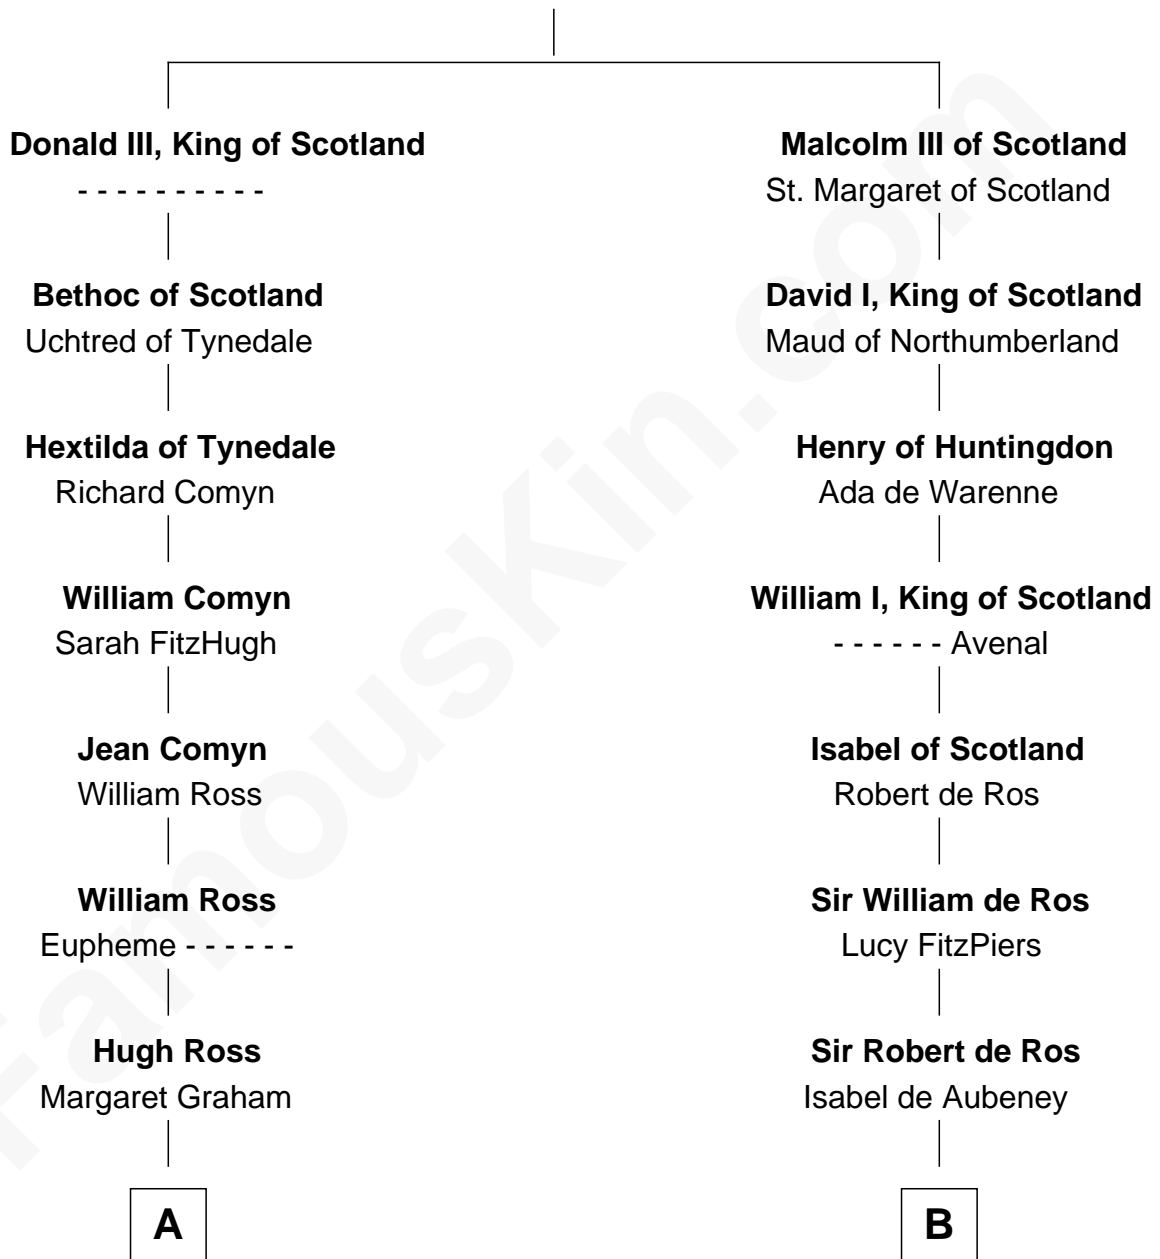 Donald III, King of Scotland
- - - - - - - - - -
Bethoc of Scotland
Uchtred of Tynedale
Hextilda of Tynedale
Richard Comyn
William Comyn
Sarah FitzHugh
Jean Comyn
William Ross
William Ross
Eupheme - - - - - -
Hugh Ross
Margaret Graham
A
Malcolm III of Scotland
St. Margaret of Scotland
David I, King of Scotland
Maud of Northumberland
Henry of Huntingdon
Ada de Warenne
William I, King of Scotland
- - - - - - Avenal
Isabel of Scotland
Robert de Ros
Sir William de Ros
Lucy FitzPiers
Sir Robert de Ros
Isabel de Aubeney
B
FamousKin.com